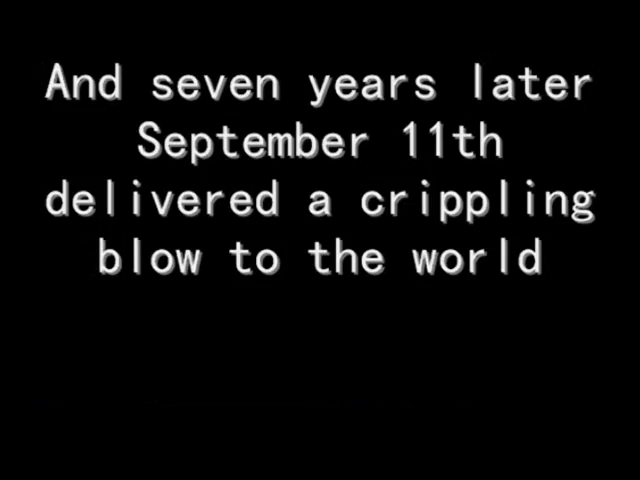 And seven years later
September 11th
delivered a crippling
blow to the world